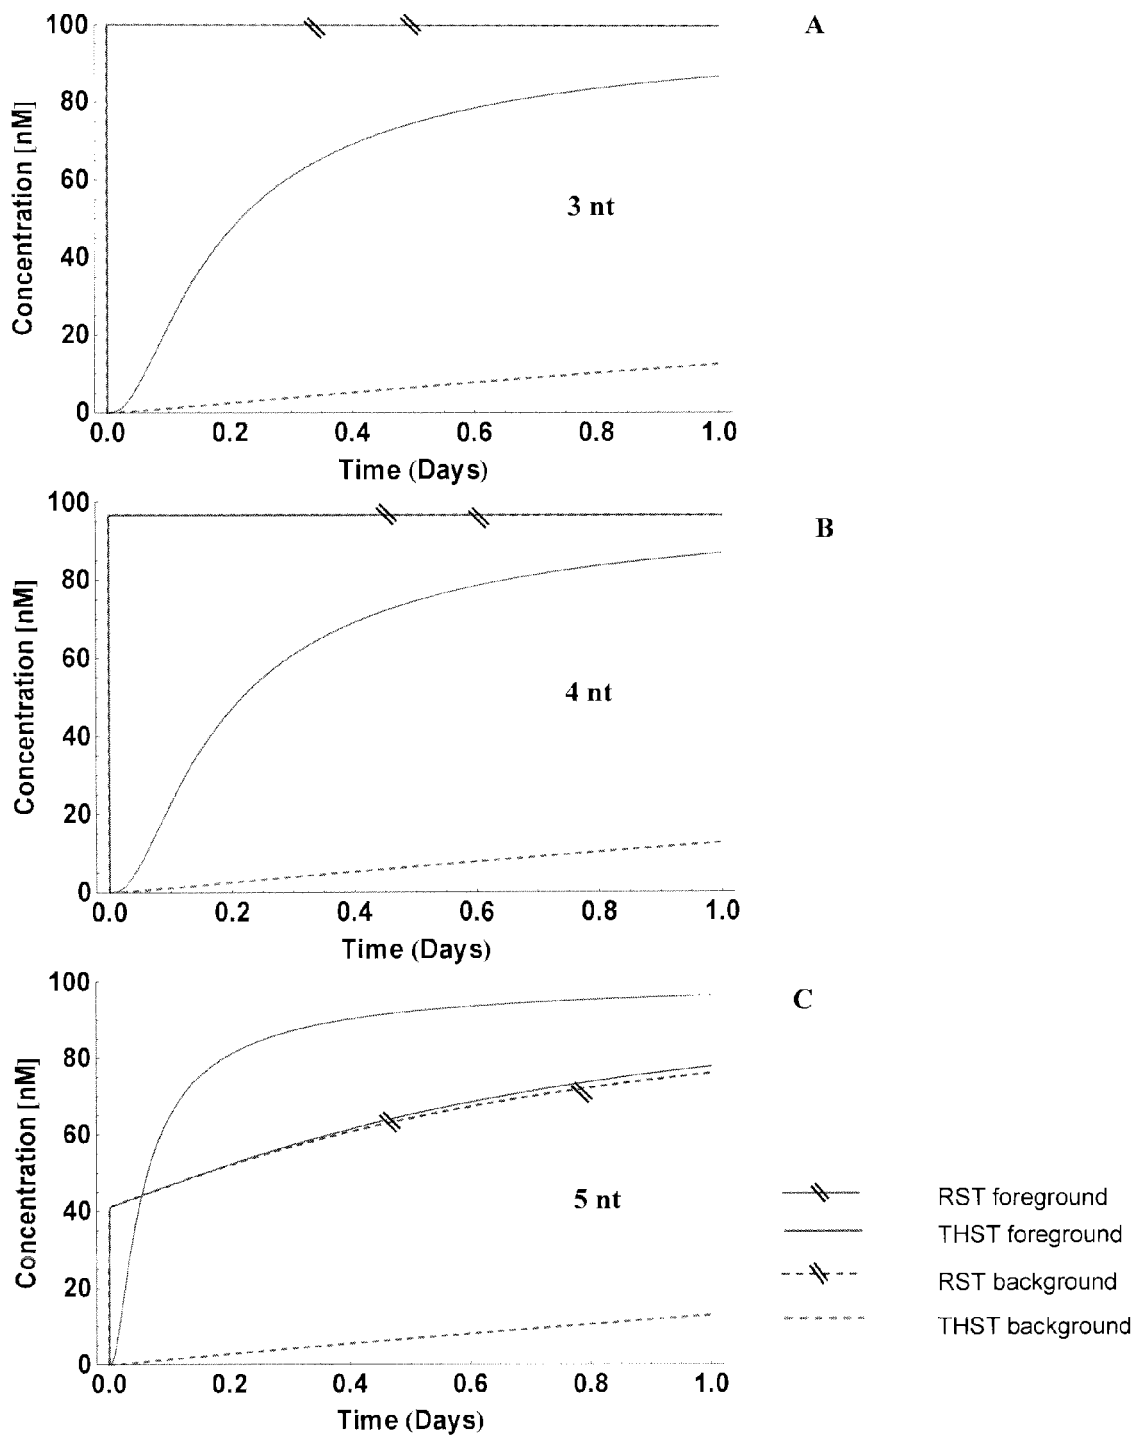 A
100
80
60
40
20
0
Concentration [nM]
3 nt
0.0 0.2 0.4 0.6 0.8 1.0
Time (Days)
B
100
80
60
40
20
0
Concentration [nM]
4 nt
0.0 0.2 0.4 0.6 0.8 1.0
Time (Days)
C
100
80
60
40
20
0
Concentration [nM]
5 nt
0.0 0.2 0.4 0.6 0.8 1.0
Time (Days)
RST foreground
THST foreground
RST background
THST background